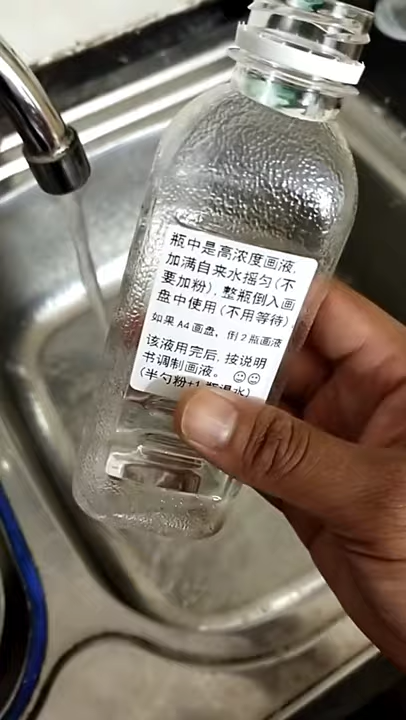 瓶中是高浓度画液,
加满自来水摇匀(不
要加粉), 整瓶倒入画
盘中使用(不用等待)
如果A4画盘, 倒2瓶画液
该液用完后, 按说明
书调制画液。☺☺
(半勺粉+1瓶温水)